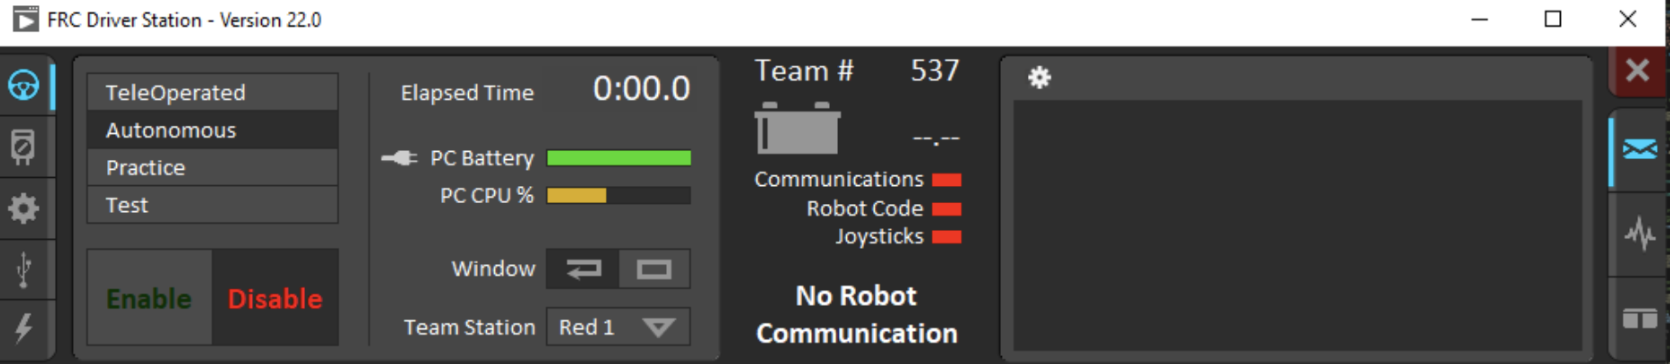 FRC Driver Station - Version 22.0
TeleOperated
Autonomous
Practice
Test
Enable Disable
Elapsed Time 0:00.0
PC Battery
PC CPU %
Window
Team Station Red 1
Team # 537
--.--
Communications
Robot Code
Joysticks
No Robot
Communication